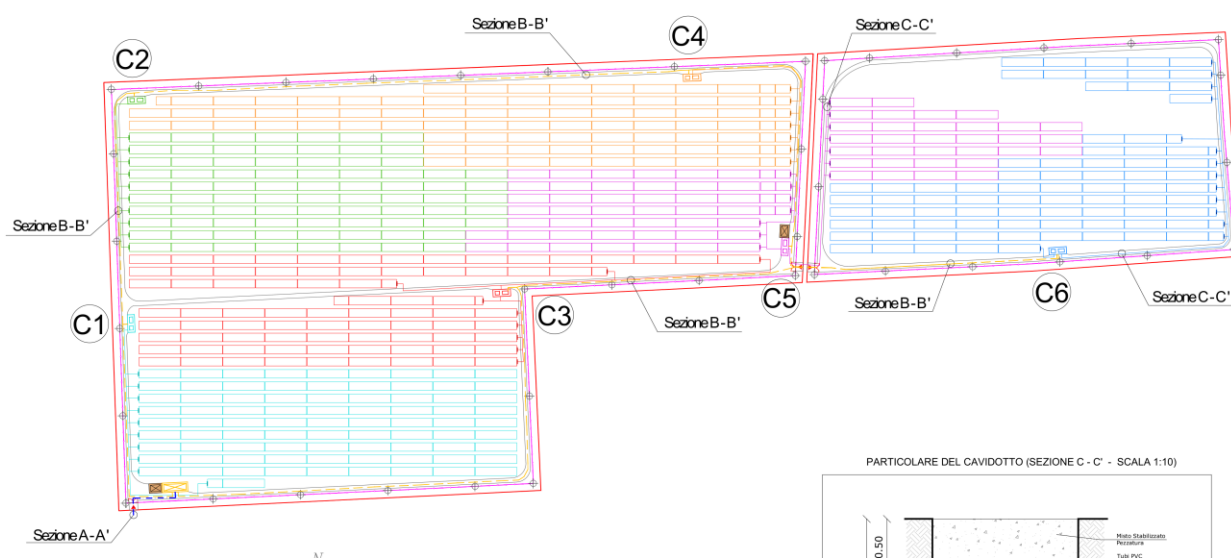 Sezione B-B'
C4
Sezione C-C'
C2
Sezione B-B'
C1
C3
Sezione B-B'
C5
Sezione B-B'
C6
Sezione C-C'
PARTICOLARE DEL CAVIDOTTO (SEZIONE C - C' - SCALA 1:10)
0.50
Misto Stabilizzato
Pezzatura
Tubi PVC
Sezione A-A'
N